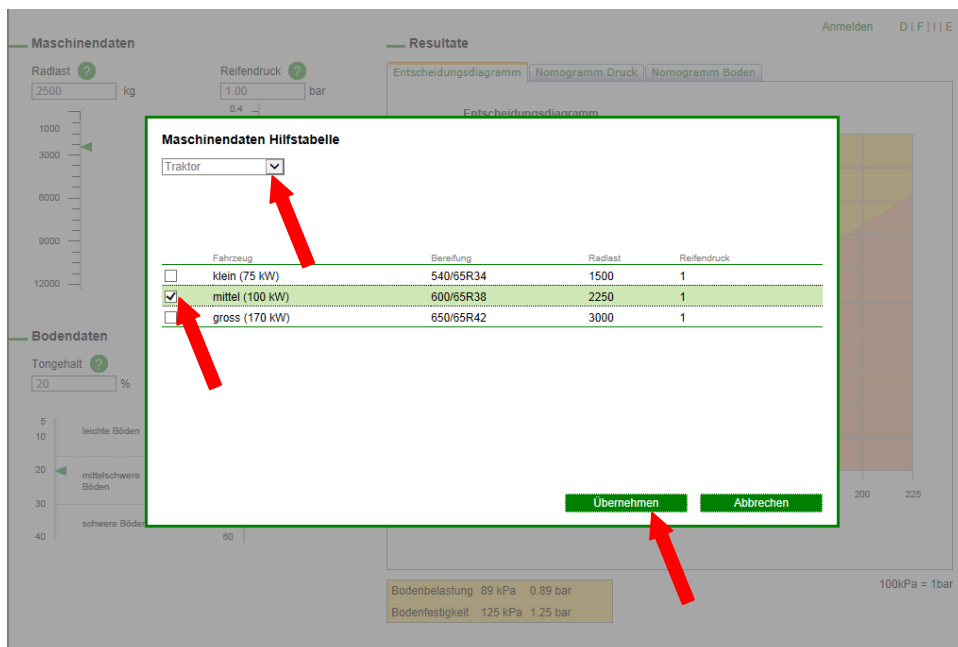 Anmelden D | F | I | E
Maschinendaten
Resultate
Radlast ?
Reifendruck ?
2500 kg
1.00 bar
Entscheidungsdiagramm Nomogramm Druck Nomogramm Boden
0.4
Entscheidungsdiagramm
1000
3000
6000
9000
12000
Maschinendaten Hilfstabelle
Traktor
Fahrzeug Bereifung Radlast Reifendruck
klein (75 kW) 540/65R34 1500 1
mittel (100 kW) 600/65R38 2250 1
gross (170 kW) 650/65R42 3000 1
Übernehmen Abbrechen
Bodendaten
Tongehalt ?
20 %
5
10
leichte Böden
20
mittelschwere
Böden
30
schwere Böden
40
60
200 225
100kPa = 1bar
Bodenbelastung 89 kPa 0.89 bar
Bodenfestigkeit 125 kPa 1.25 bar